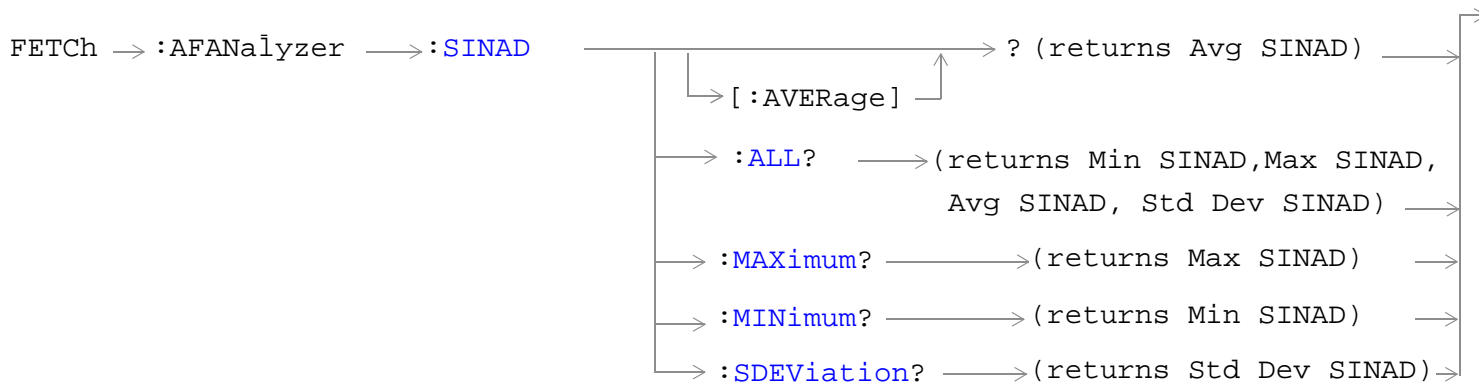 FETCh :AFANalyzer :SINAD ? (returns Avg SINAD)
[:AVERage]
:ALL? (returns Min SINAD,Max SINAD,
Avg SINAD, Std Dev SINAD)
:MAXimum? (returns Max SINAD)
:MINimum? (returns Min SINAD)
:SDEViation? (returns Std Dev SINAD)